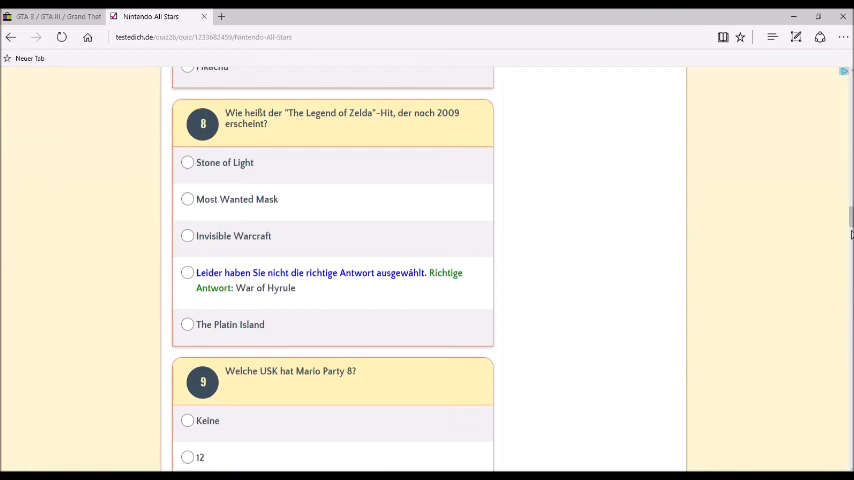 GTA 3 / GTA III / Grand Thef
Nintendo All Stars
testedich.de/quiz26/quiz/1233682459/Nintendo-All-Stars
Neuer Tab
Pikachu
8
Wie heißt der "The Legend of Zelda"-Hit, der noch 2009
erscheint?
Stone of Light
Most Wanted Mask
Invisible Warcraft
Leider haben Sie nicht die richtige Antwort ausgewählt. Richtige
Antwort: War of Hyrule
The Platin Island
9
Welche USK hat Mario Party 8?
Keine
12